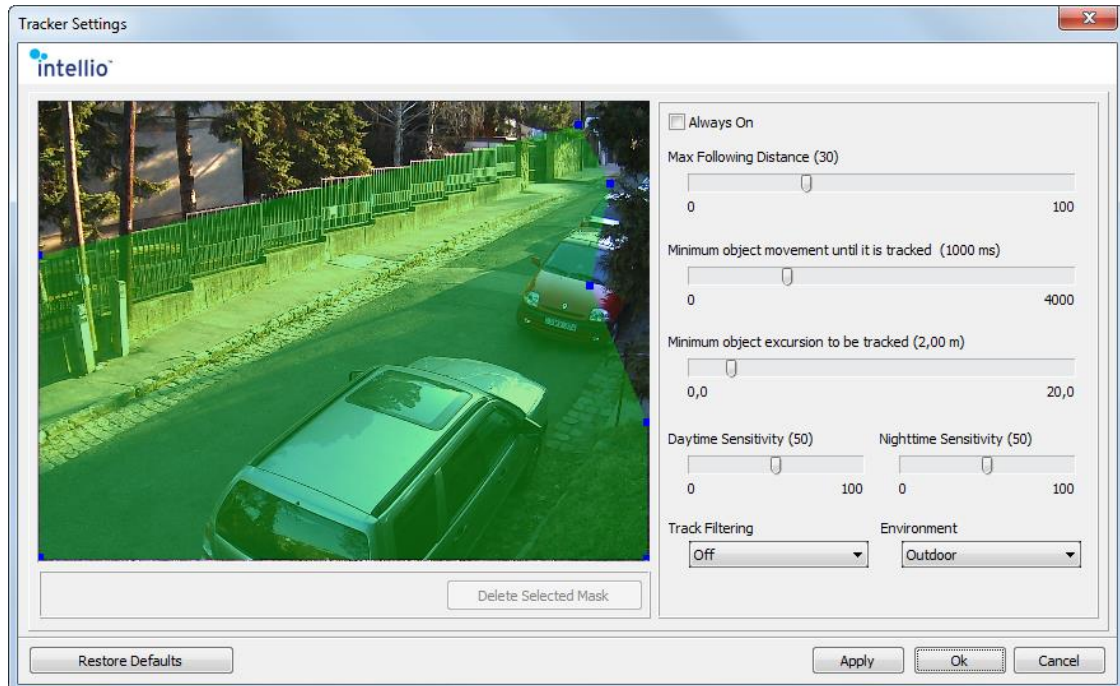 Tracker Settings
intellio™
Always On
Max Following Distance (30)
0 100
Minimum object movement until it is tracked (1000 ms)
0 4000
Minimum object excursion to be tracked (2,00 m)
0,0 20,0
Daytime Sensitivity (50) Nighttime Sensitivity (50)
0 100 0 100
Track Filtering Environment
Off Outdoor
Delete Selected Mask
Restore Defaults Apply Ok Cancel